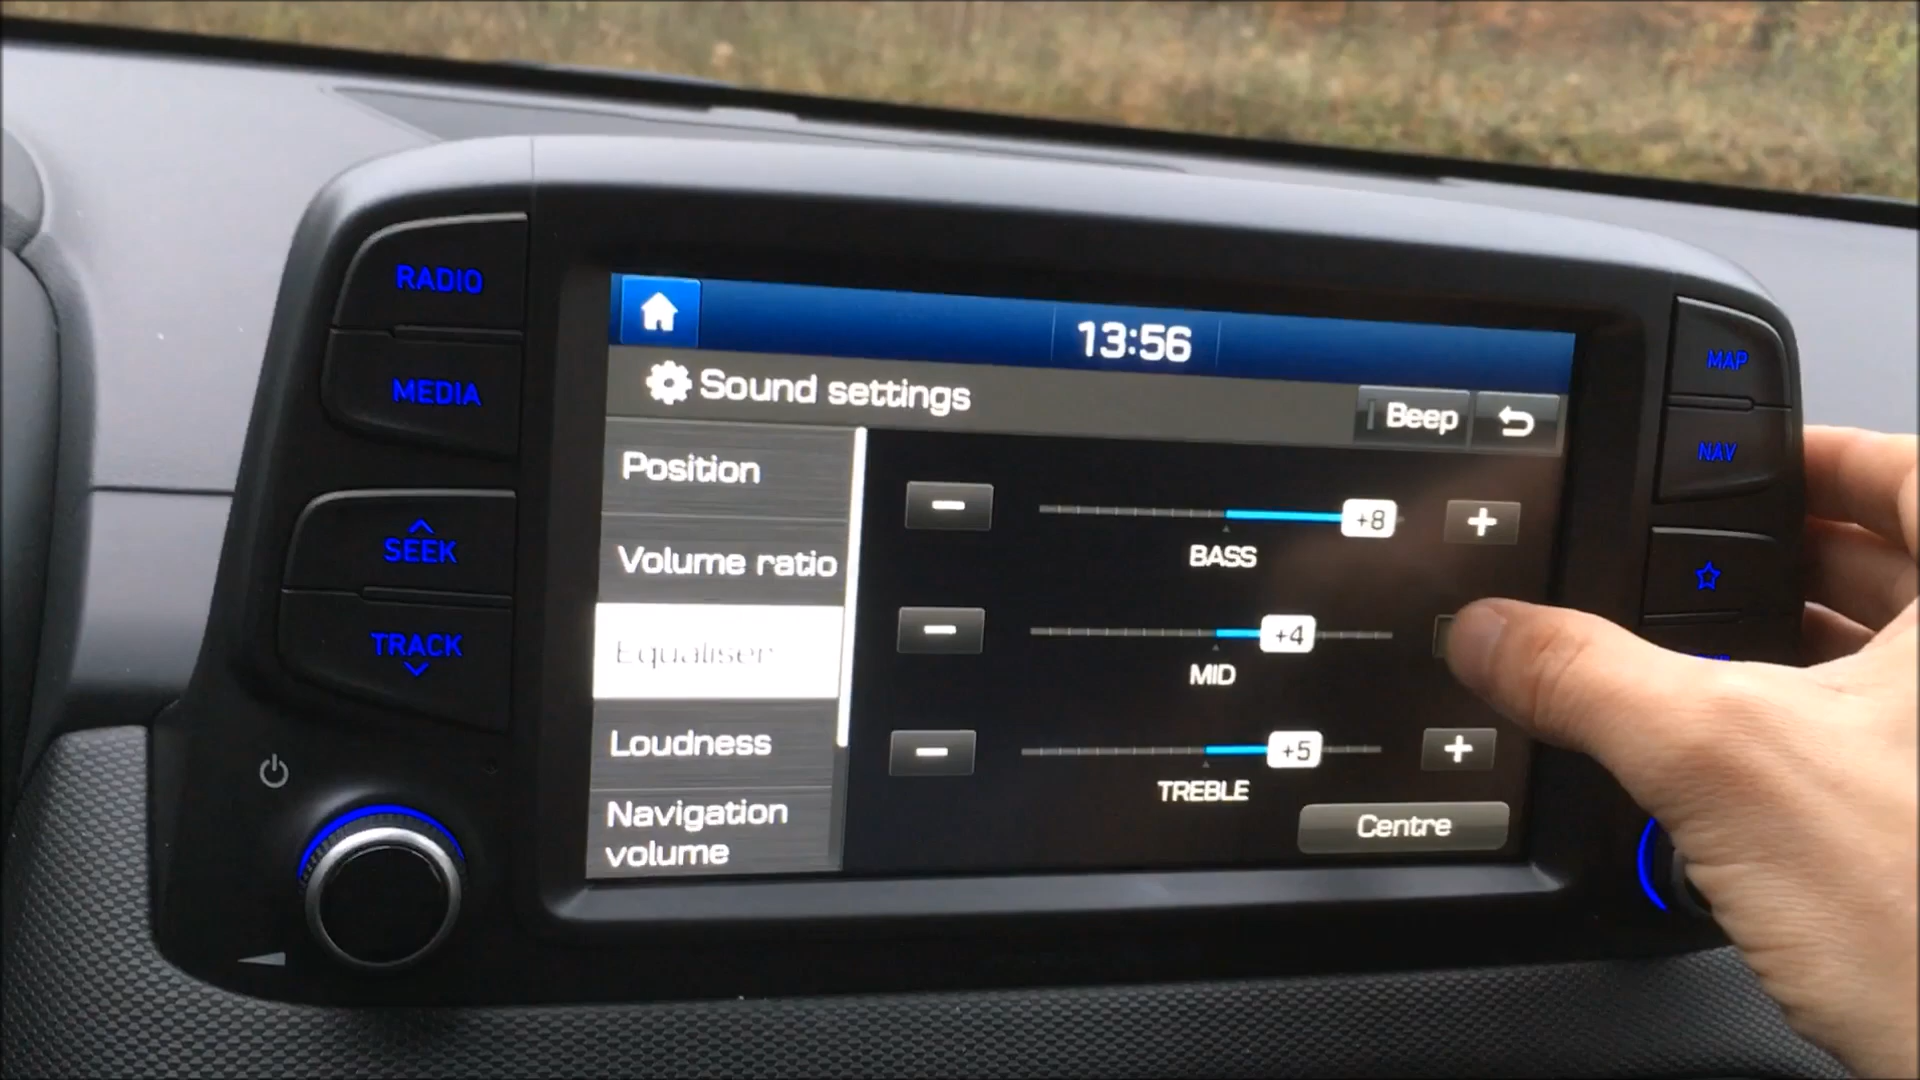 RADIO
MEDIA
SEEK
TRACK
13:56
Sound settings
Beep
Position
Volume ratio
Equaliser
Loudness
Navigation
volume
+8
BASS
+4
MID
+5
TREBLE
Centre
MAP
NAV